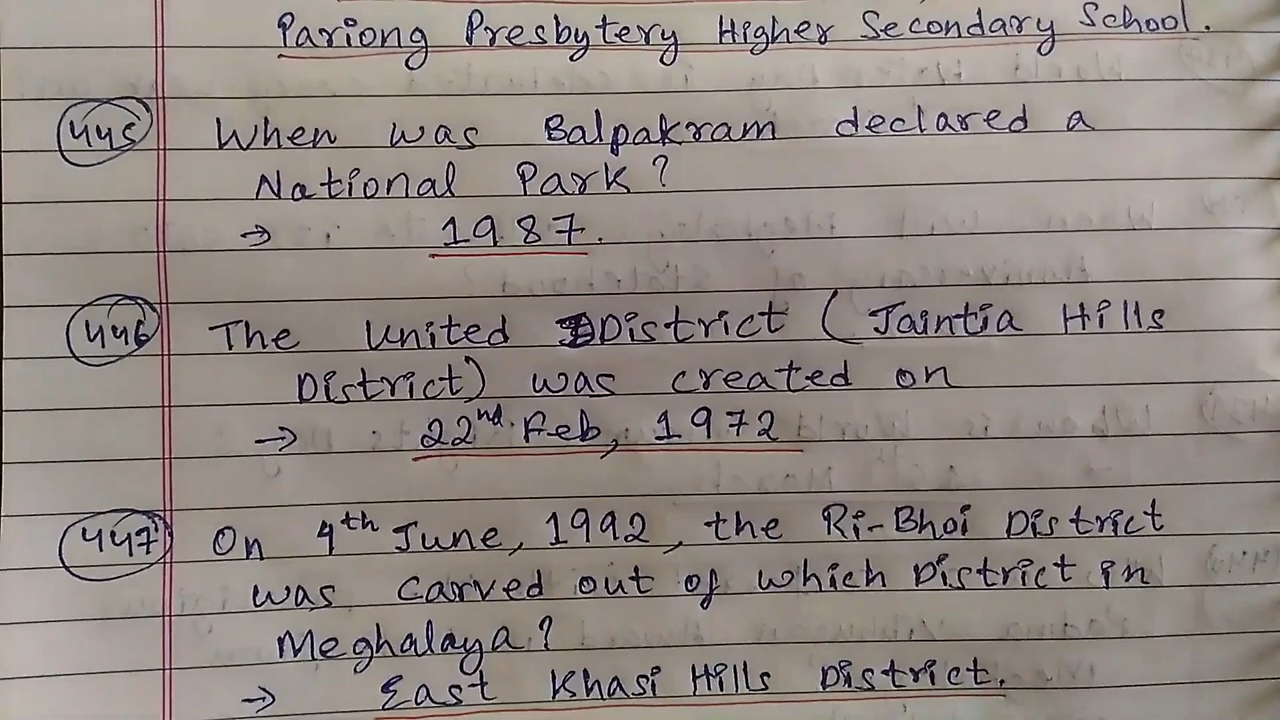 Pariong Presbytery Higher Secondary School.
445 When was Balpakram declared a
National Park?
→ 1987.
446 The United District (Jaintia Hills
District) was created on
→ 22nd Feb, 1972
447 On 4th June, 1992, the Ri-Bhoi District
was carved out of which District in
Meghalaya?
→ East Khasi Hills District.